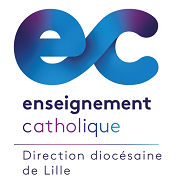 ec
enseignement
catholique
Direction diocésaine
de Lille